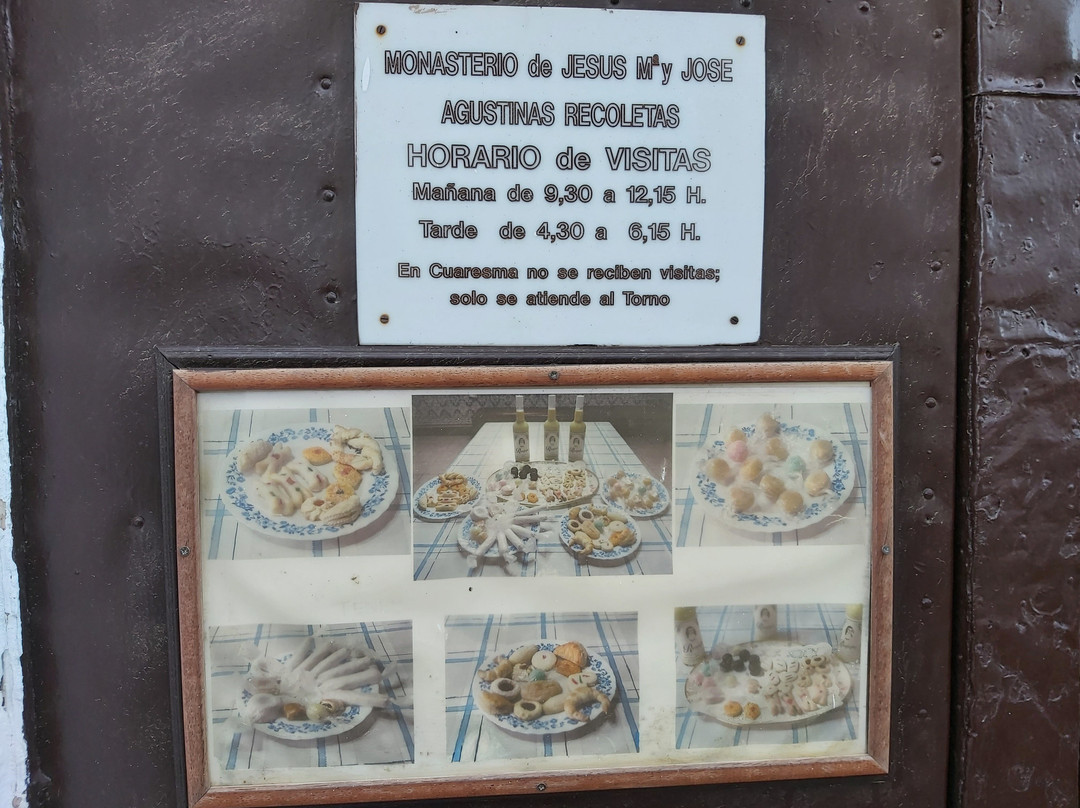 MONASTERIO de JESUS Mª y JOSE
AGUSTINAS RECOLETAS
HORARIO de VISITAS
Mañana de 9,30 a 12,15 H.
Tarde de 4,30 a 6,15 H.
En Cuaresma no se reciben visitas;
solo se atiende al Torno